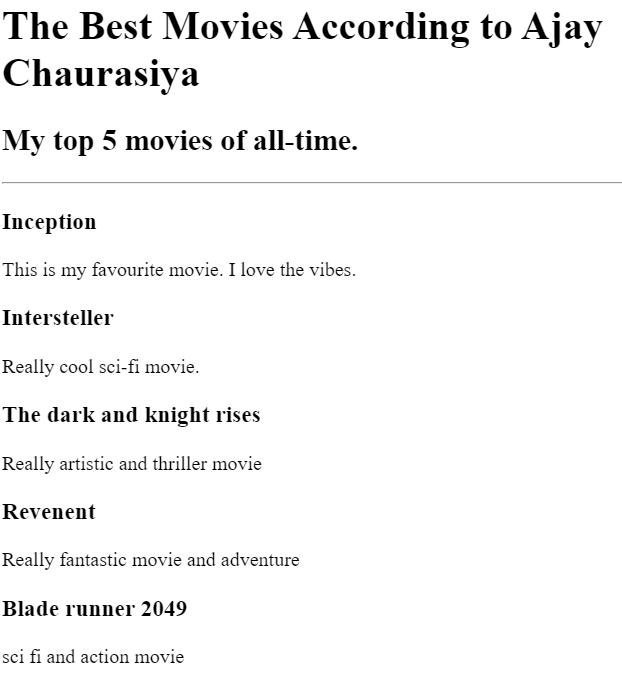 The Best Movies According to Ajay
Chaurasiya
My top 5 movies of all-time.
Inception
This is my favourite movie. I love the vibes.
Intersteller
Really cool sci-fi movie.
The dark and knight rises
Really artistic and thriller movie
Revenent
Really fantastic movie and adventure
Blade runner 2049
sci fi and action movie